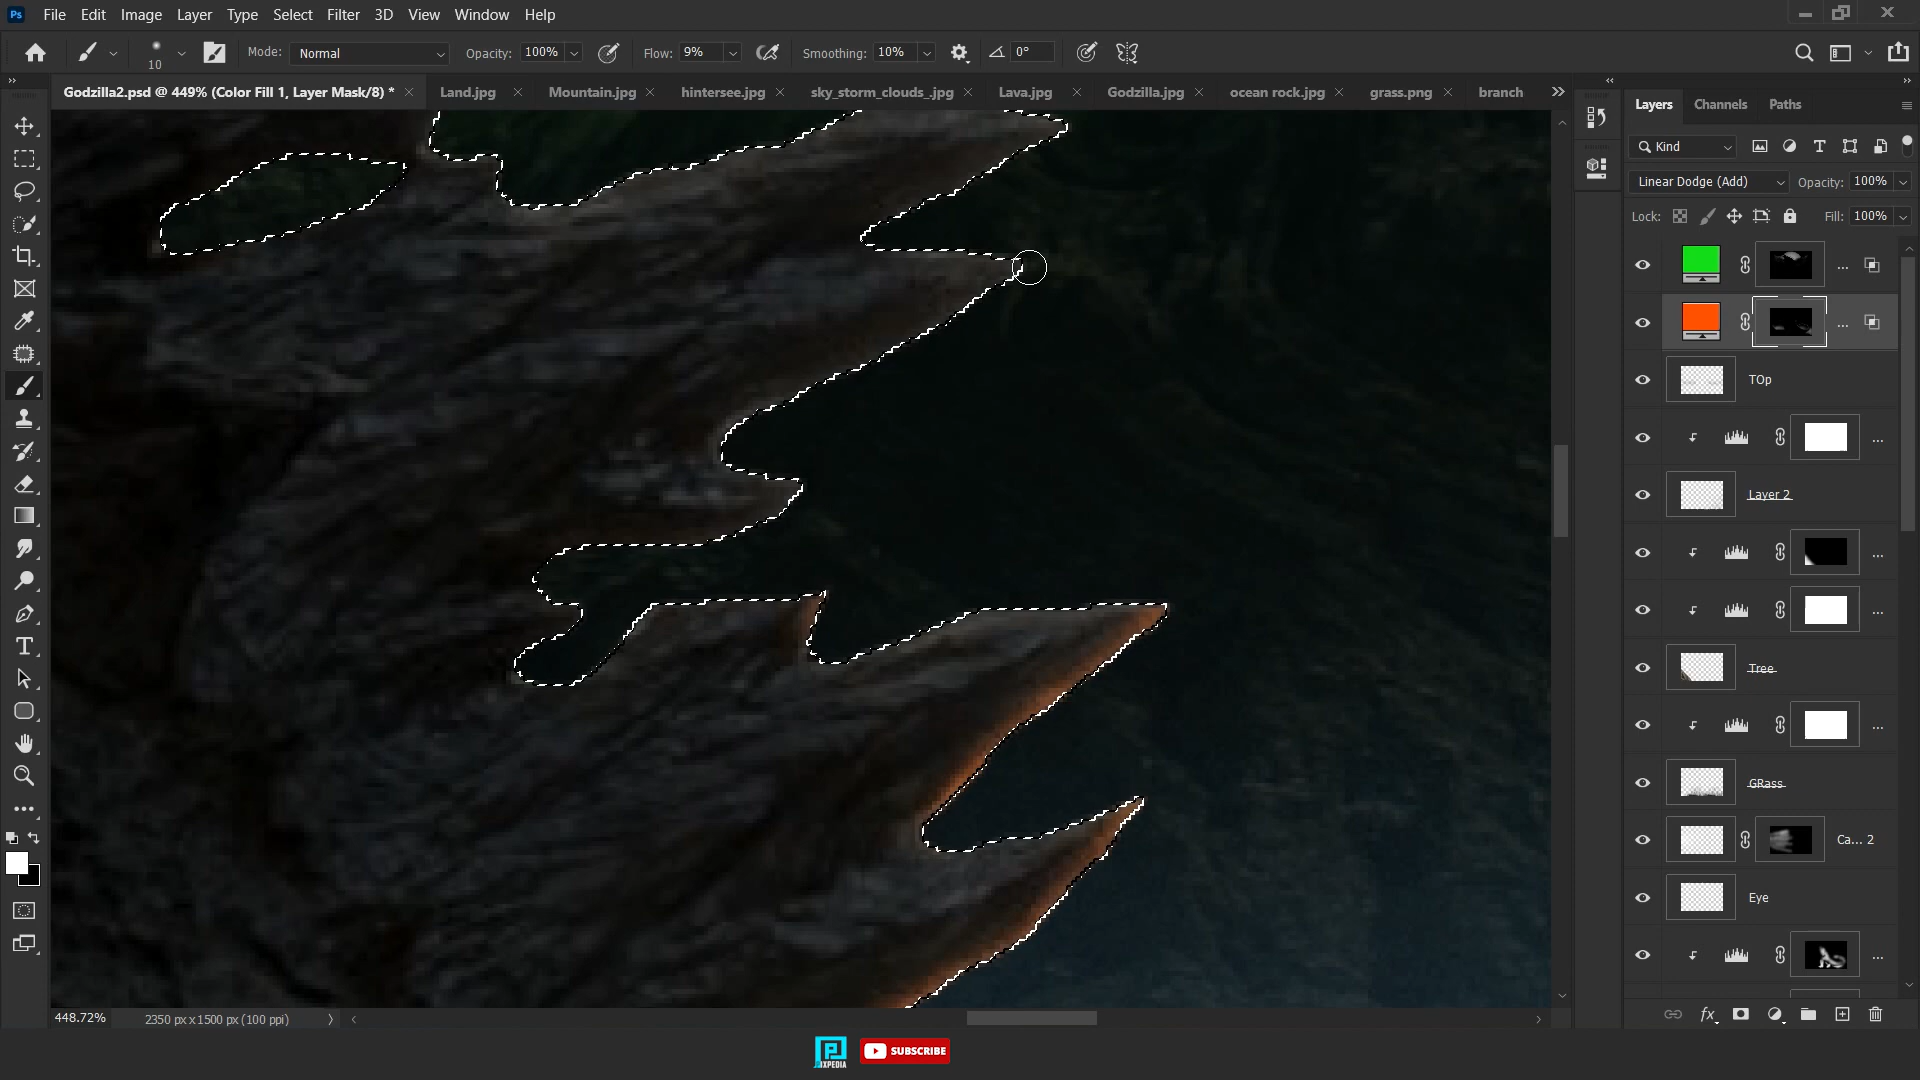 Ps File Edit Image Layer Type Select Filter 3D View Window Help
10 Mode: Normal Opacity: 100% Flow: 9% Smoothing: 10% 0°
Godzilla2.psd @ 449% (Color Fill 1, Layer Mask/8) * Land.jpg Mountain.jpg hintersee.jpg sky_storm_clouds_.jpg Lava.jpg Godzilla.jpg ocean rock.jpg grass.png branch
Layers Channels Paths
Kind
Linear Dodge (Add) Opacity: 100%
Lock: Fill: 100%
...
...
TOp
...
Layer 2
...
...
Tree
...
GRass
Ca... 2
Eye
...
fx
448.72% 2350 px x 1500 px (100 ppi)
PIXPEDIA SUBSCRIBE